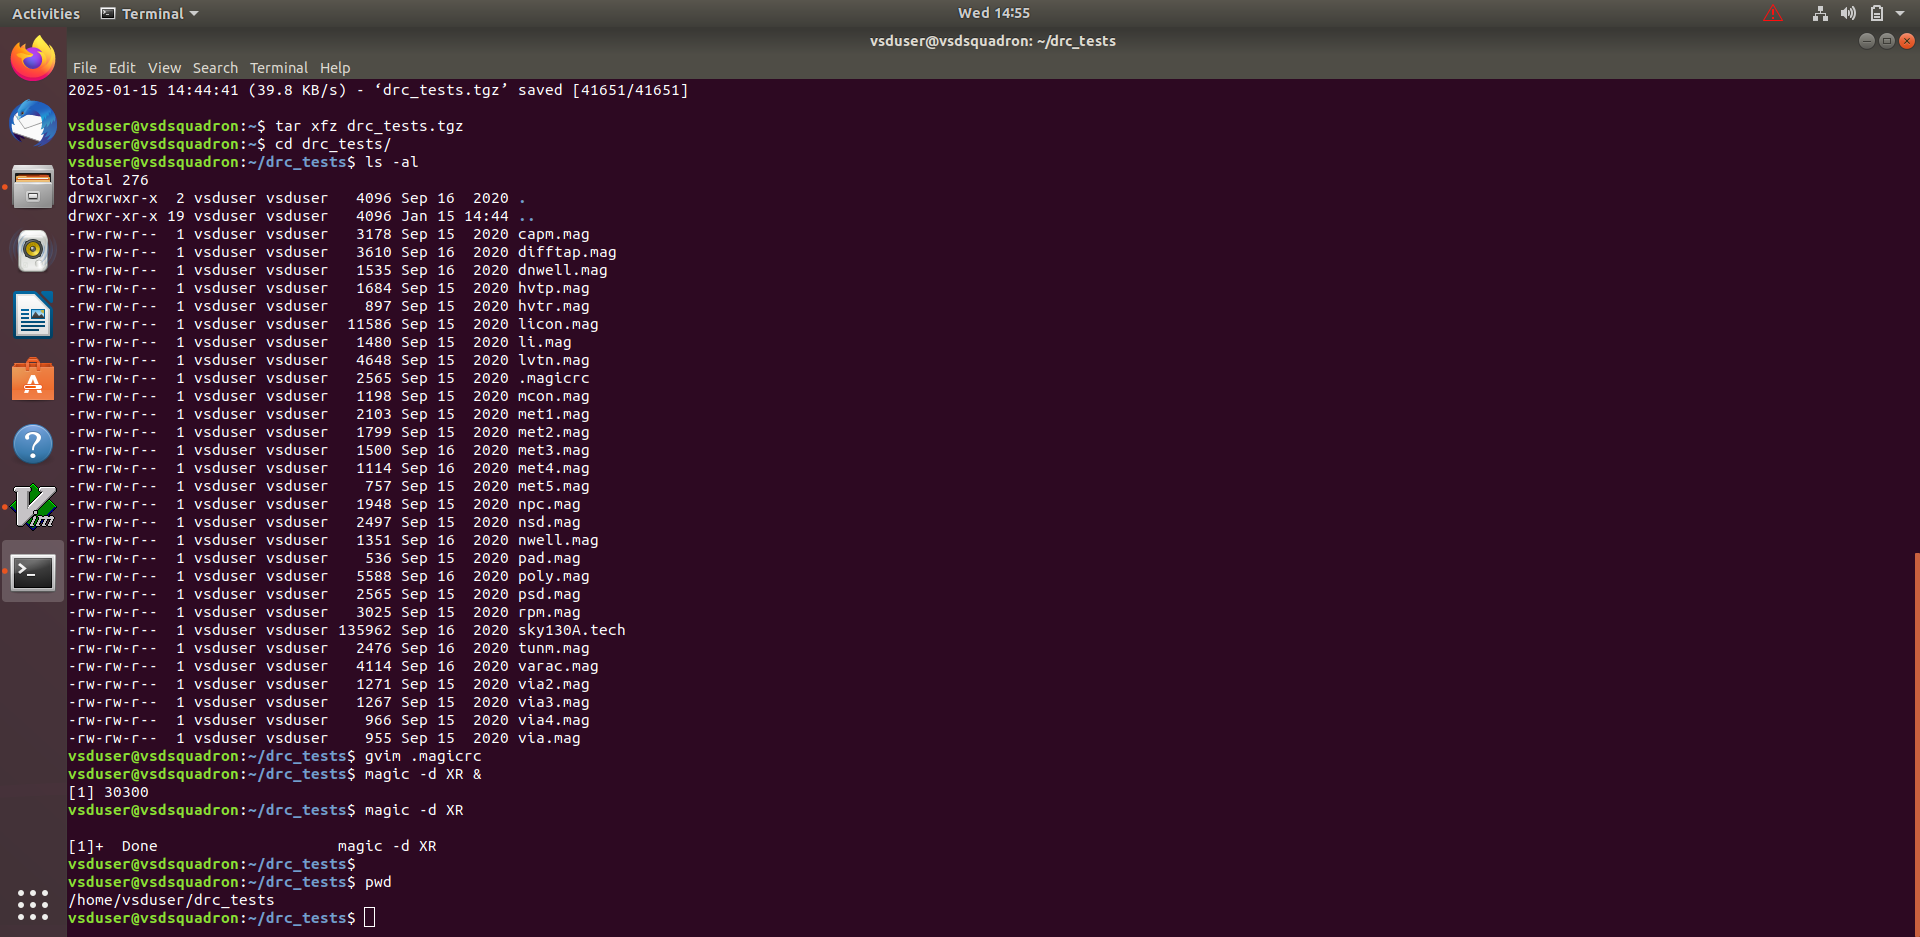 Activities Terminal Wed 14:55
vsduser@vsdsquadron: ~/drc_tests
File Edit View Search Terminal Help
2025-01-15 14:44:41 (39.8 KB/s) - ‘drc_tests.tgz’ saved [41651/41651]
vsduser@vsdsquadron:~$ tar xfz drc_tests.tgz
vsduser@vsdsquadron:~$ cd drc_tests/
vsduser@vsdsquadron:~/drc_tests$ ls -al
total 276
drwxrwxr-x  2 vsduser vsduser   4096 Sep 16  2020 .
drwxr-xr-x 19 vsduser vsduser   4096 Jan 15 14:44 ..
-rw-rw-r--  1 vsduser vsduser   3178 Sep 15  2020 capm.mag
-rw-rw-r--  1 vsduser vsduser   3610 Sep 16  2020 difftap.mag
-rw-rw-r--  1 vsduser vsduser   1535 Sep 16  2020 dnwell.mag
-rw-rw-r--  1 vsduser vsduser   1684 Sep 15  2020 hvtp.mag
-rw-rw-r--  1 vsduser vsduser    897 Sep 15  2020 hvtr.mag
-rw-rw-r--  1 vsduser vsduser  11586 Sep 15  2020 licon.mag
-rw-rw-r--  1 vsduser vsduser   1480 Sep 15  2020 li.mag
-rw-rw-r--  1 vsduser vsduser   4648 Sep 15  2020 lvtn.mag
-rw-rw-r--  1 vsduser vsduser   2565 Sep 15  2020 .magicrc
-rw-rw-r--  1 vsduser vsduser   1198 Sep 15  2020 mcon.mag
-rw-rw-r--  1 vsduser vsduser   2103 Sep 15  2020 met1.mag
-rw-rw-r--  1 vsduser vsduser   1799 Sep 15  2020 met2.mag
-rw-rw-r--  1 vsduser vsduser   1500 Sep 16  2020 met3.mag
-rw-rw-r--  1 vsduser vsduser   1114 Sep 16  2020 met4.mag
-rw-rw-r--  1 vsduser vsduser    757 Sep 15  2020 met5.mag
-rw-rw-r--  1 vsduser vsduser   1948 Sep 15  2020 npc.mag
-rw-rw-r--  1 vsduser vsduser   2497 Sep 15  2020 nsd.mag
-rw-rw-r--  1 vsduser vsduser   1351 Sep 16  2020 nwell.mag
-rw-rw-r--  1 vsduser vsduser    536 Sep 15  2020 pad.mag
-rw-rw-r--  1 vsduser vsduser   5588 Sep 16  2020 poly.mag
-rw-rw-r--  1 vsduser vsduser   2565 Sep 15  2020 psd.mag
-rw-rw-r--  1 vsduser vsduser   3025 Sep 15  2020 rpm.mag
-rw-rw-r--  1 vsduser vsduser 135962 Sep 16  2020 sky130A.tech
-rw-rw-r--  1 vsduser vsduser   2476 Sep 16  2020 tunm.mag
-rw-rw-r--  1 vsduser vsduser   4114 Sep 16  2020 varac.mag
-rw-rw-r--  1 vsduser vsduser   1271 Sep 15  2020 via2.mag
-rw-rw-r--  1 vsduser vsduser   1267 Sep 15  2020 via3.mag
-rw-rw-r--  1 vsduser vsduser    966 Sep 15  2020 via4.mag
-rw-rw-r--  1 vsduser vsduser    955 Sep 15  2020 via.mag
vsduser@vsdsquadron:~/drc_tests$ gvim .magicrc
vsduser@vsdsquadron:~/drc_tests$ magic -d XR &
[1] 30300
vsduser@vsdsquadron:~/drc_tests$ magic -d XR
[1]+  Done                    magic -d XR
vsduser@vsdsquadron:~/drc_tests$
vsduser@vsdsquadron:~/drc_tests$ pwd
/home/vsduser/drc_tests
vsduser@vsdsquadron:~/drc_tests$